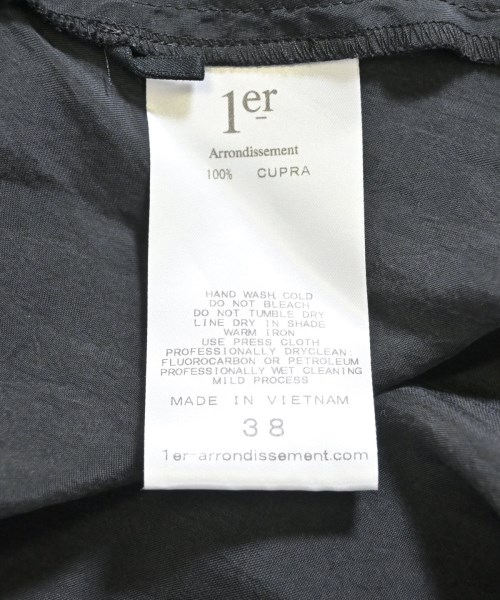 1er
Arrondissement
100% CUPRA
HAND WASH COLD
DO NOT BLEACH
DO NOT TUMBLE DRY
LINE DRY IN SHADE
WARM IRON
USE PRESS CLOTH
PROFESSIONALLY DRYCLEAN:
FLUOROCARBON OR PETROLEUM
PROFESSIONALLY WET CLEANING
MILD PROCESS
MADE IN VIETNAM
38
1er-arrondissement.com